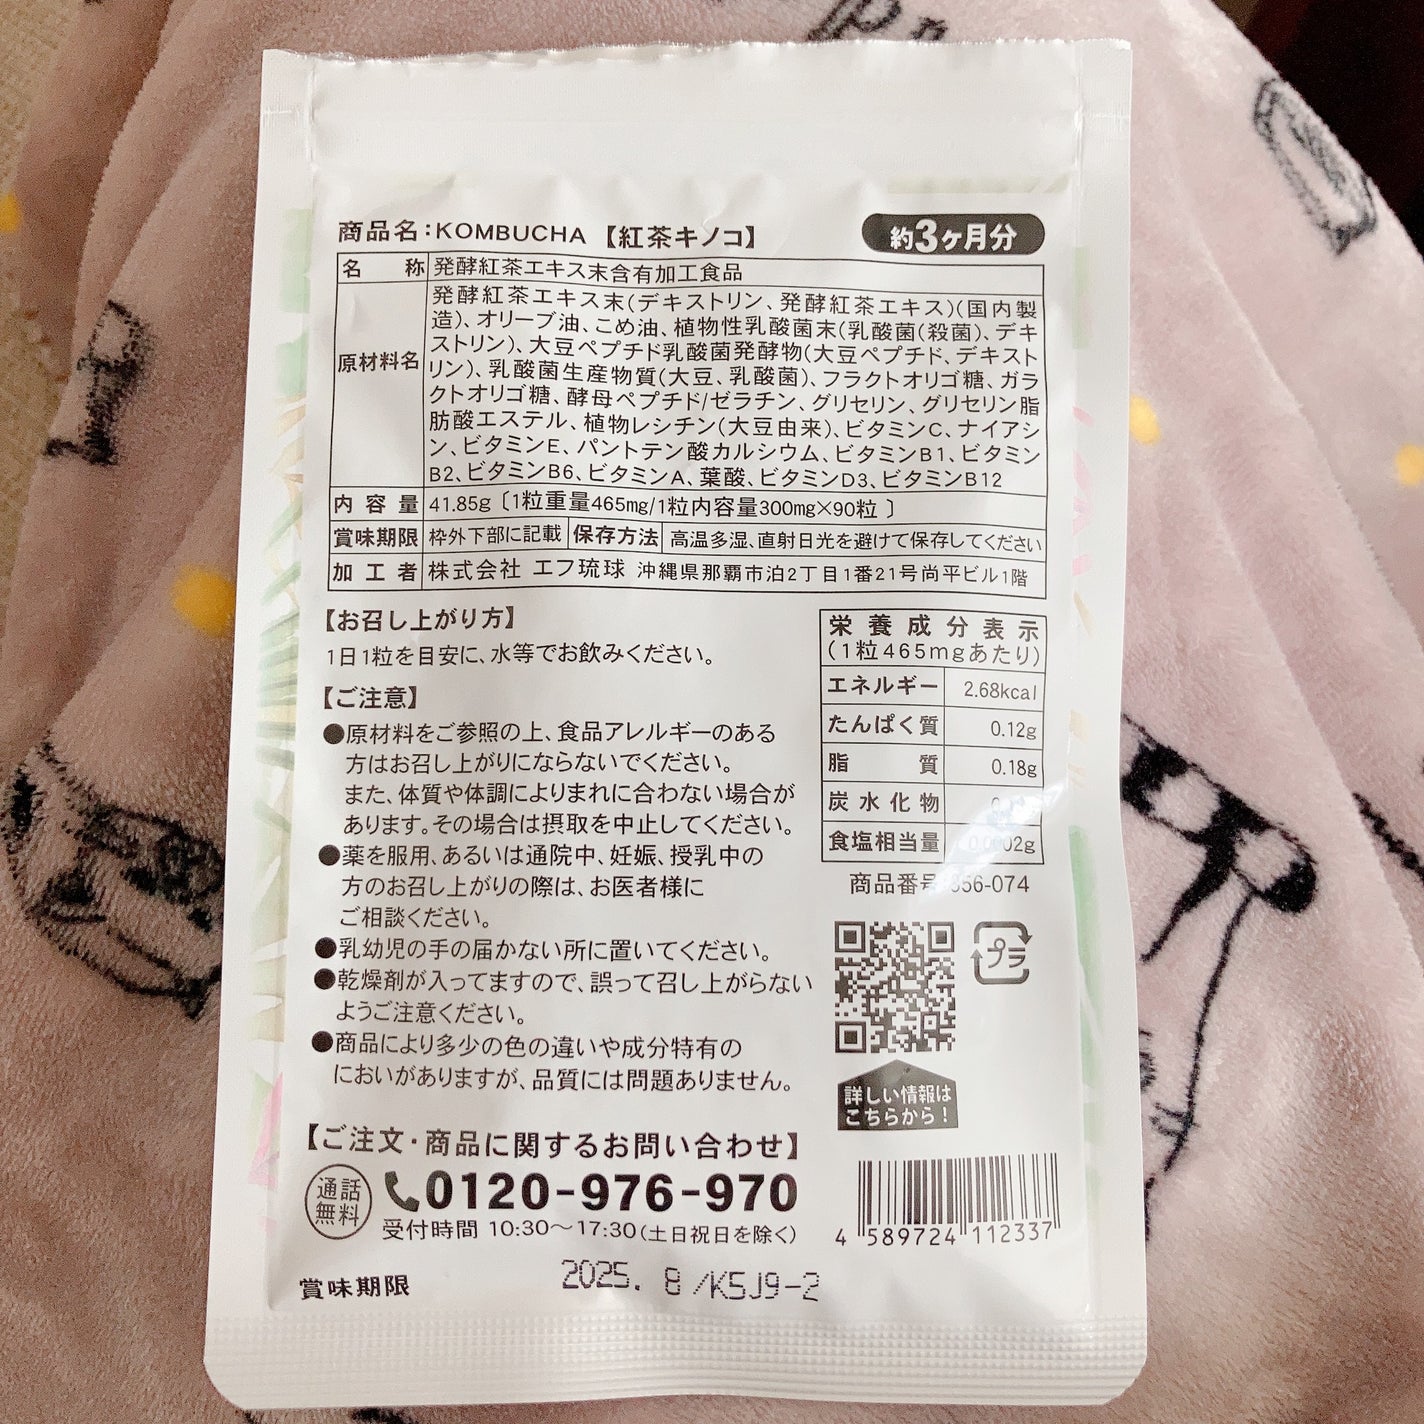 商品名：KOMBUCHA【紅茶キノコ】
約3ヶ月分
名 称 発酵紅茶エキス末含有加工食品
原材料名
発酵紅茶エキス末(デキストリン、発酵紅茶エキス)(国内製
造)、オリーブ油、こめ油、植物性乳酸菌末(乳酸菌(殺菌)、デキ
ストリン)、大豆ペプチド乳酸菌発酵物(大豆ペプチド、デキスト
リン)、乳酸菌生産物質(大豆、乳酸菌)、フラクトオリゴ糖、ガラ
クトオリゴ糖、酵母ペプチド/ゼラチン、グリセリン、グリセリン脂
肪酸エステル、植物レシチン(大豆由来)、ビタミンC、ナイアシ
ン、ビタミンE、パントテン酸カルシウム、ビタミンB1、ビタミン
B2、ビタミンB6、ビタミンA、葉酸、ビタミンD3、ビタミンB12
内容量 41.85g〔1粒重量465mg/1粒内容量300mg×90粒〕
賞味期限 枠外下部に記載 保存方法 高温多湿、直射日光を避けて保存してください
加工者 株式会社 エフ琉球 沖縄県那覇市泊2丁目1番21号尚平ビル1階
【お召し上がり方】
1日1粒を目安に、水等でお飲みください。
【ご注意】
●原材料をご参照の上、食品アレルギーのある
方はお召し上がりにならないでください。
また、体質や体調によりまれに合わない場合が
あります。その場合は摂取を中止してください。
●薬を服用、あるいは通院中、妊娠、授乳中の
方のお召し上がりの際は、お医者様に
ご相談ください。
●乳幼児の手の届かない所に置いてください。
●乾燥剤が入ってますので、誤って召し上がらない
ようご注意ください。
●商品により多少の色の違いや成分特有の
においがありますが、品質には問題ありません。
栄養成分表示
(1粒465mgあたり)
エネルギー 2.68kcal
たんぱく質 0.12g
脂質 0.18g
炭水化物
食塩相当量
商品番号 356-074
プラ
詳しい情報は
こちらから！
【ご注文・商品に関するお問い合わせ】
通話
無料
0120-976-970
受付時間 10:30～17:30(土日祝日を除く)
4 589724 112337
賞味期限 2025. 8 /K5J9-2